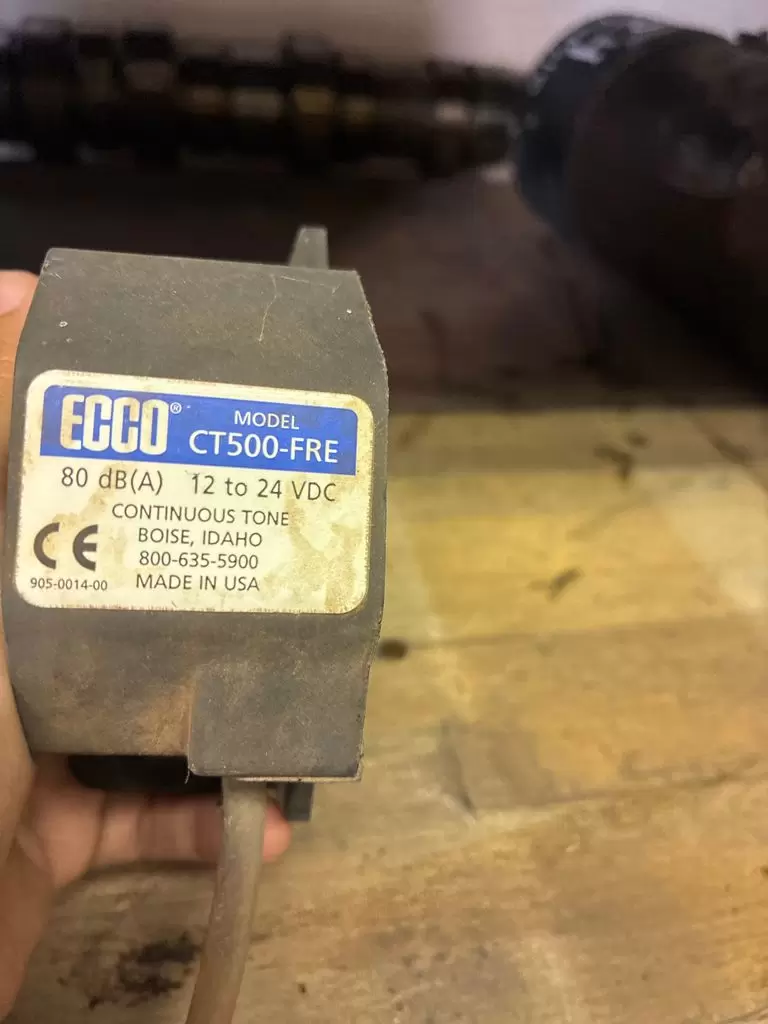 ECCO® MODEL
CT500-FRE
80 dB(A) 12 to 24 VDC
CONTINUOUS TONE
BOISE, IDAHO
CE 800-635-5900
905-0014-00 MADE IN USA